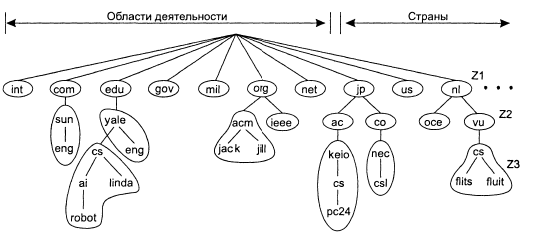 Области деятельности Страны
Z1
int com edu gov mil org net jp us nl
sun yale acm ieee ac co oce vu Z2
eng cs eng jack jill keio nec cs Z3
ai linda cs csl flits fluit
robot pc24